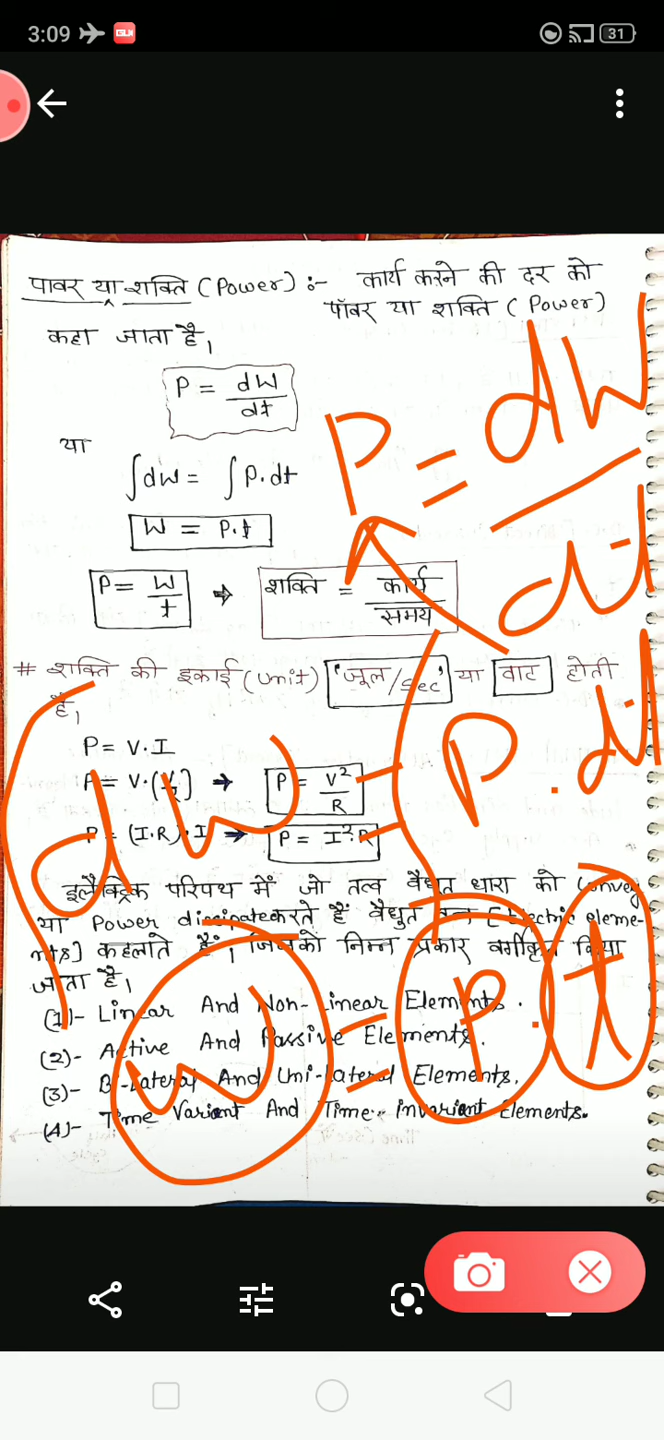 3:09
31
पावर या शक्ति (Power) :- कार्य करने की दर को
पॉवर या शक्ति ( Power)
कहा जाता है,
P = dW/dt
या
∫dw = ∫P.dt
W = P.t
P = W/t ⇒ शक्ति = कार्य/समय
# शक्ति की इकाई (Unit) 'जूल/Sec' या वाट होती
है,
P = V.I
P = V.( ) → P = V²/R
P = (I.R).I → P = I².R
इलैक्ट्रिक परिपथ में जो तत्व वैधुत धारा को Convey
या Power dissipate करते हैं वैधुत [Electric eleme-
nts] कहलाते हैं, जिनको निम्न प्रकार वर्गीकृत किया
जाता है,
(1)- Linear And Non-Linear Elements.
(2)- Active And Passive Elements.
(3)- Bi-Lateral And Uni-lateral Elements.
(4)- Time Variant And Time-Invariant Elements.
P = dW/dt
dw = P.dt
W = P.t